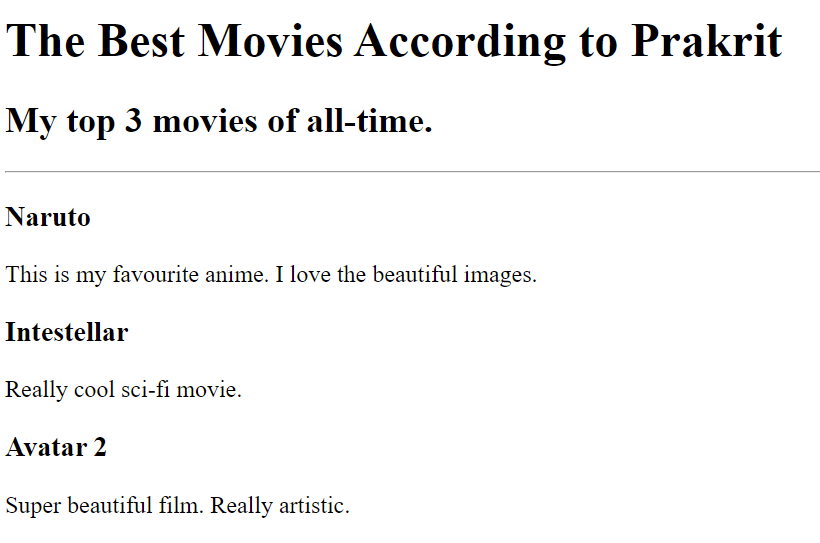 The Best Movies According to Prakrit
My top 3 movies of all-time.
Naruto
This is my favourite anime. I love the beautiful images.
Intestellar
Really cool sci-fi movie.
Avatar 2
Super beautiful film. Really artistic.